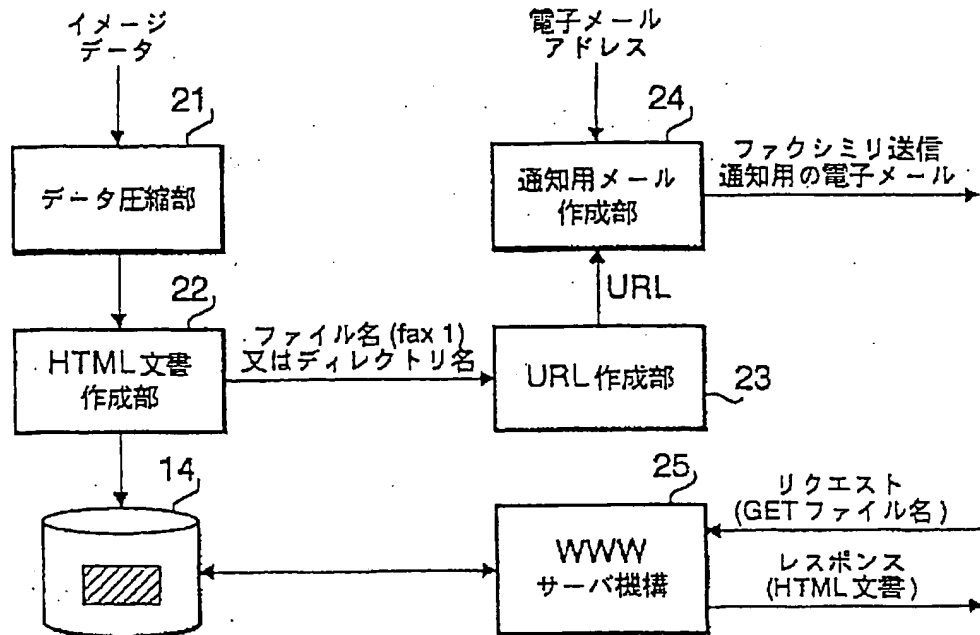 イメージ
データ
電子メール
アドレス
21
データ圧縮部
24
通知用メール
作成部
ファクシミリ送信
通知用の電子メール
URL
22
HTML文書
作成部
ファイル名(fax 1)
又はディレクトリ名
URL作成部
23
14
25
WWW
サーバ機構
リクエスト
(GETファイル名)
レスポンス
(HTML文書)